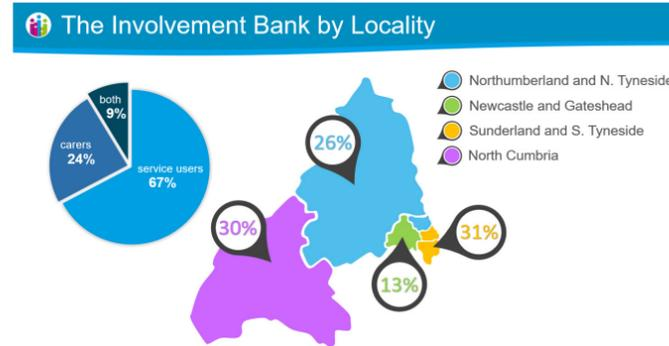 The Involvement Bank by Locality
both
9%
carers
24%
service users
67%
26%
30%
31%
13%
Northumberland and N. Tyneside
Newcastle and Gateshead
Sunderland and S. Tyneside
North Cumbria